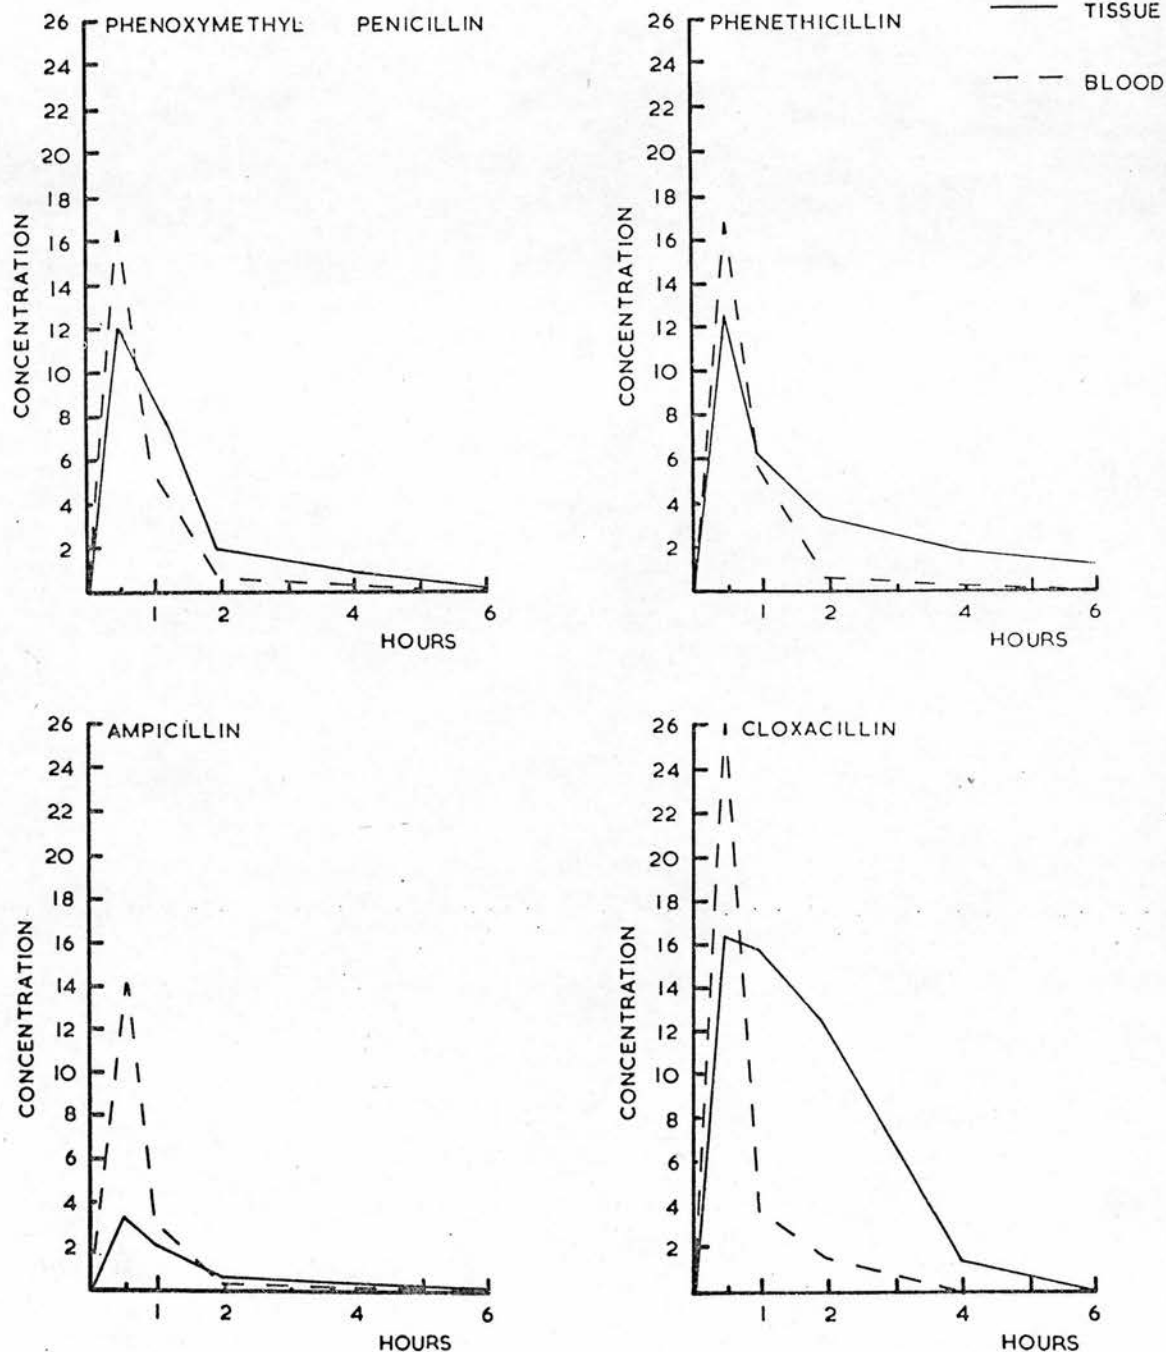 PHENOXYMETHYL PENICILLIN
26
24
22
20
18
16
14
12
10
8
6
4
2
CONCENTRATION
1 2 4 6
HOURS
PHENETHICILLIN
26
24
22
20
18
16
14
12
10
8
6
4
2
CONCENTRATION
1 2 4 6
HOURS
TISSUE
BLOOD
AMPICILLIN
26
24
22
20
18
16
14
12
10
8
6
4
2
CONCENTRATION
1 2 4 6
HOURS
CLOXACILLIN
26
24
22
20
18
16
14
12
10
8
6
4
2
CONCENTRATION
1 2 4 6
HOURS